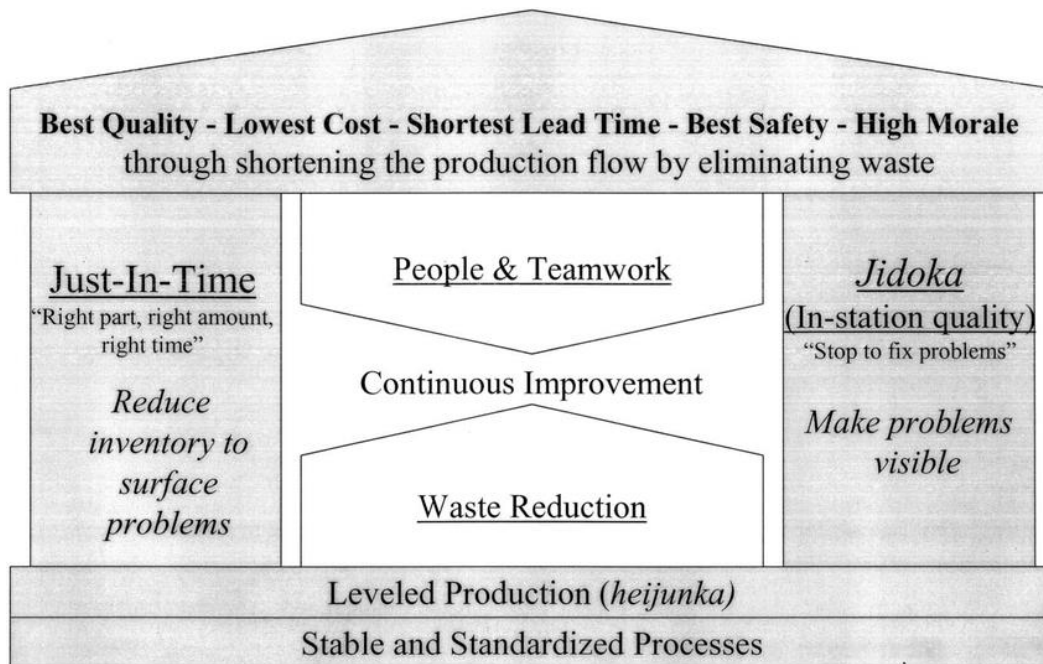 Best Quality - Lowest Cost - Shortest Lead Time - Best Safety - High Morale
through shortening the production flow by eliminating waste
Just-In-Time
“Right part, right amount,
right time”
Reduce
inventory to
surface
problems
People & Teamwork
Continuous Improvement
Waste Reduction
Jidoka
(In-station quality)
“Stop to fix problems”
Make problems
visible
Leveled Production (heijunka)
Stable and Standardized Processes